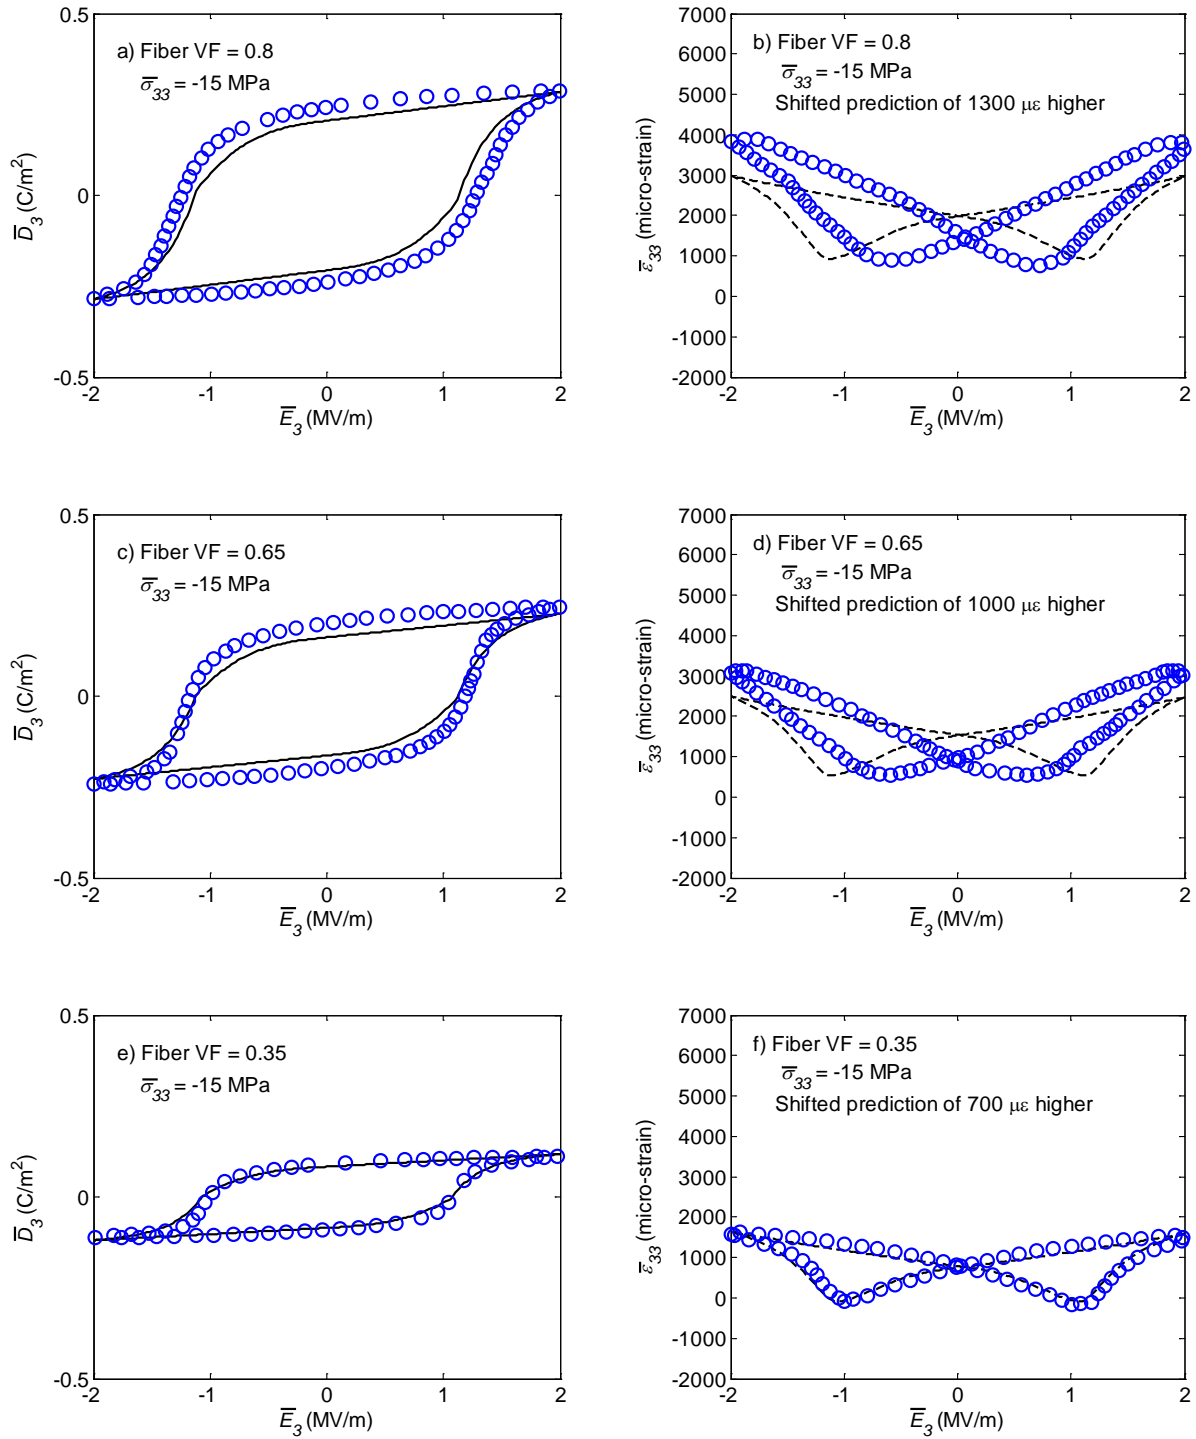 0.5
a) Fiber VF = 0.8
σ̅₃₃ = -15 MPa
0
-0.5
D̅₃ (C/m²)
-2 -1 0 1 2
E̅₃ (MV/m)
7000
b) Fiber VF = 0.8
6000
σ̅₃₃ = -15 MPa
5000
Shifted prediction of 1300 με higher
4000
3000
2000
1000
0
-1000
-2000
ε̅₃₃ (micro-strain)
-2 -1 0 1 2
E̅₃ (MV/m)
0.5
c) Fiber VF = 0.65
σ̅₃₃ = -15 MPa
0
-0.5
D̅₃ (C/m²)
-2 -1 0 1 2
E̅₃ (MV/m)
7000
d) Fiber VF = 0.65
6000
σ̅₃₃ = -15 MPa
5000
Shifted prediction of 1000 με higher
4000
3000
2000
1000
0
-1000
-2000
ε̅₃₃ (micro-strain)
-2 -1 0 1 2
E̅₃ (MV/m)
0.5
e) Fiber VF = 0.35
σ̅₃₃ = -15 MPa
0
-0.5
D̅₃ (C/m²)
-2 -1 0 1 2
E̅₃ (MV/m)
7000
f) Fiber VF = 0.35
6000
σ̅₃₃ = -15 MPa
5000
Shifted prediction of 700 με higher
4000
3000
2000
1000
0
-1000
-2000
ε̅₃₃ (micro-strain)
-2 -1 0 1 2
E̅₃ (MV/m)